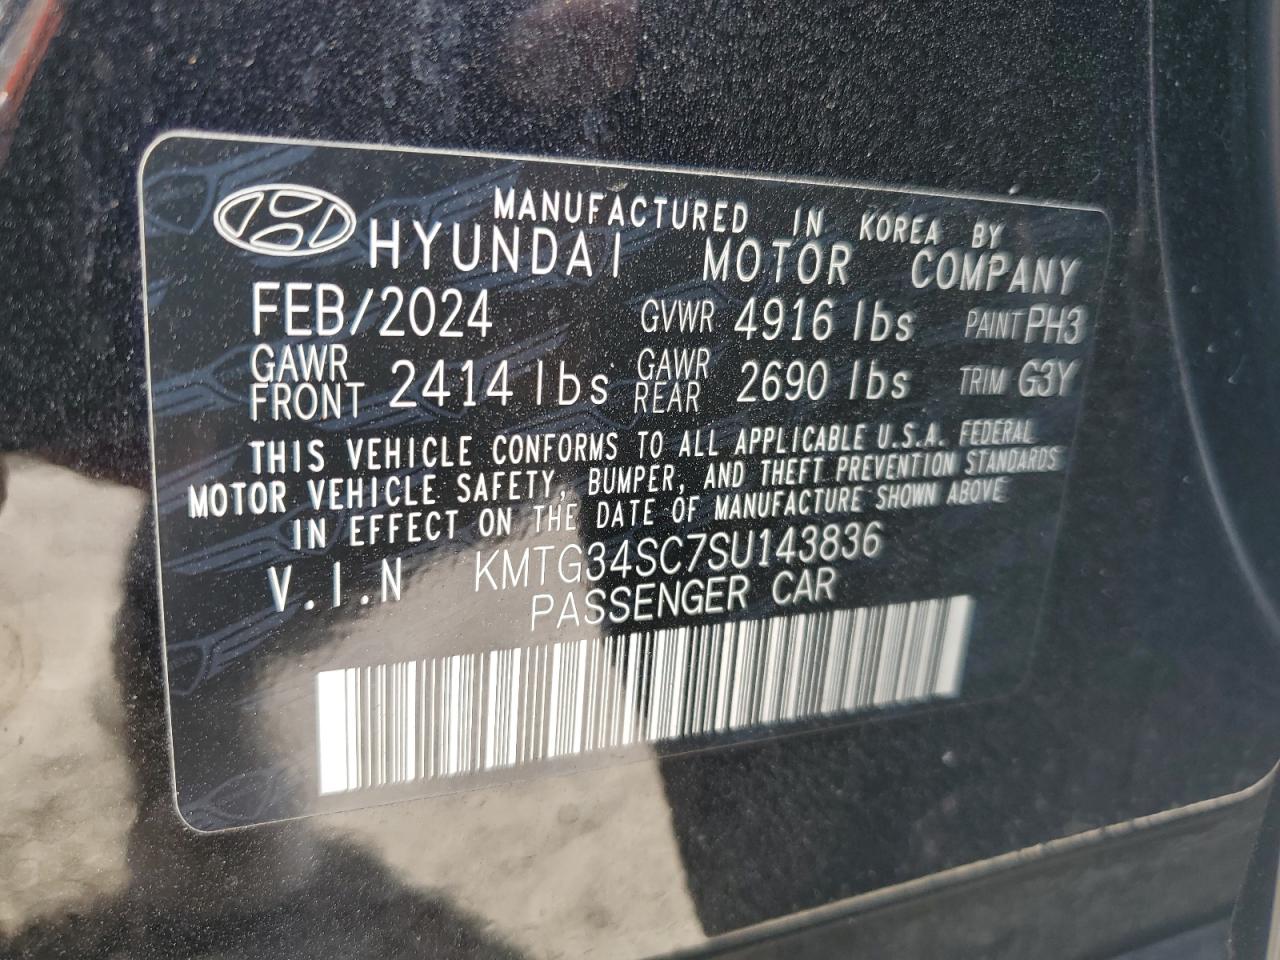 MANUFACTURED IN KOREA BY
HYUNDAI MOTOR COMPANY
FEB/2024 GVWR 4916 lbs PAINT PH3
GAWR FRONT 2414 lbs GAWR REAR 2690 lbs TRIM G3Y
THIS VEHICLE CONFORMS TO ALL APPLICABLE U.S.A. FEDERAL
MOTOR VEHICLE SAFETY, BUMPER, AND THEFT PREVENTION STANDARDS
IN EFFECT ON THE DATE OF MANUFACTURE SHOWN ABOVE
V.I.N KMTG34SC7SU143836
PASSENGER CAR